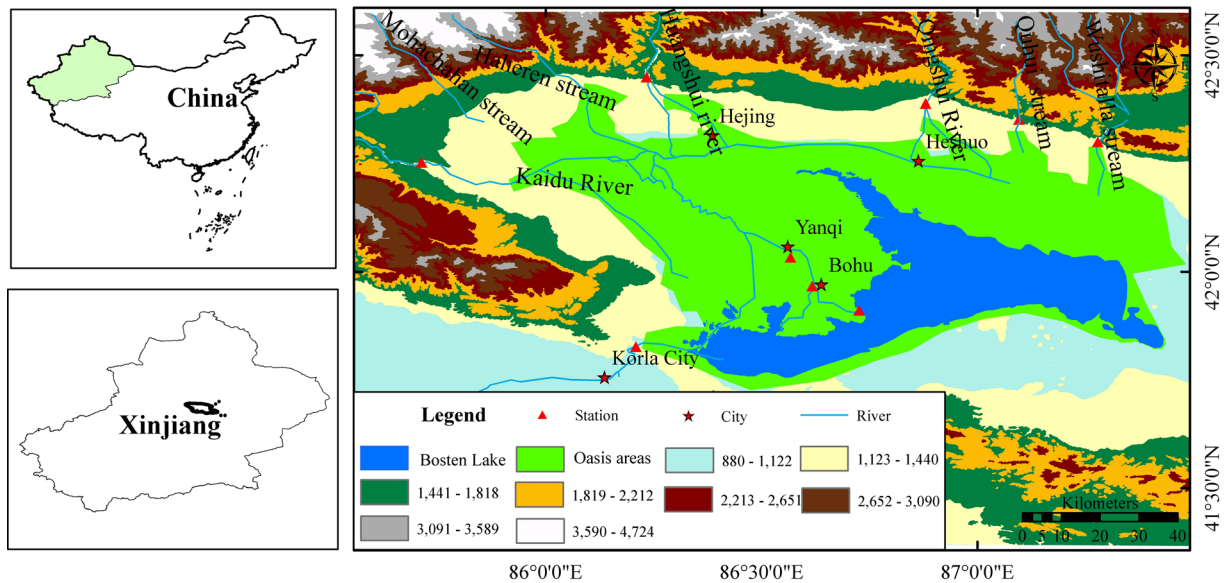 China
Xinjiang
Mohachahan stream
Haheren stream
Huangshui river
Qingshui River
Quhui stream
Wushitalla stream
Hejing
Heshuo
Kaidu River
Yanqi
Bohu
Korla City
Legend
Station
City
River
Bosten Lake
Oasis areas
880 - 1,122
1,123 - 1,440
1,441 - 1,818
1,819 - 2,212
2,213 - 2,651
2,652 - 3,090
3,091 - 3,589
3,590 - 4,724
Kilometers
0 5 10 20 30 40
42°30'0"N
42°0'0"N
41°30'0"N
86°0'0"E
86°30'0"E
87°0'0"E